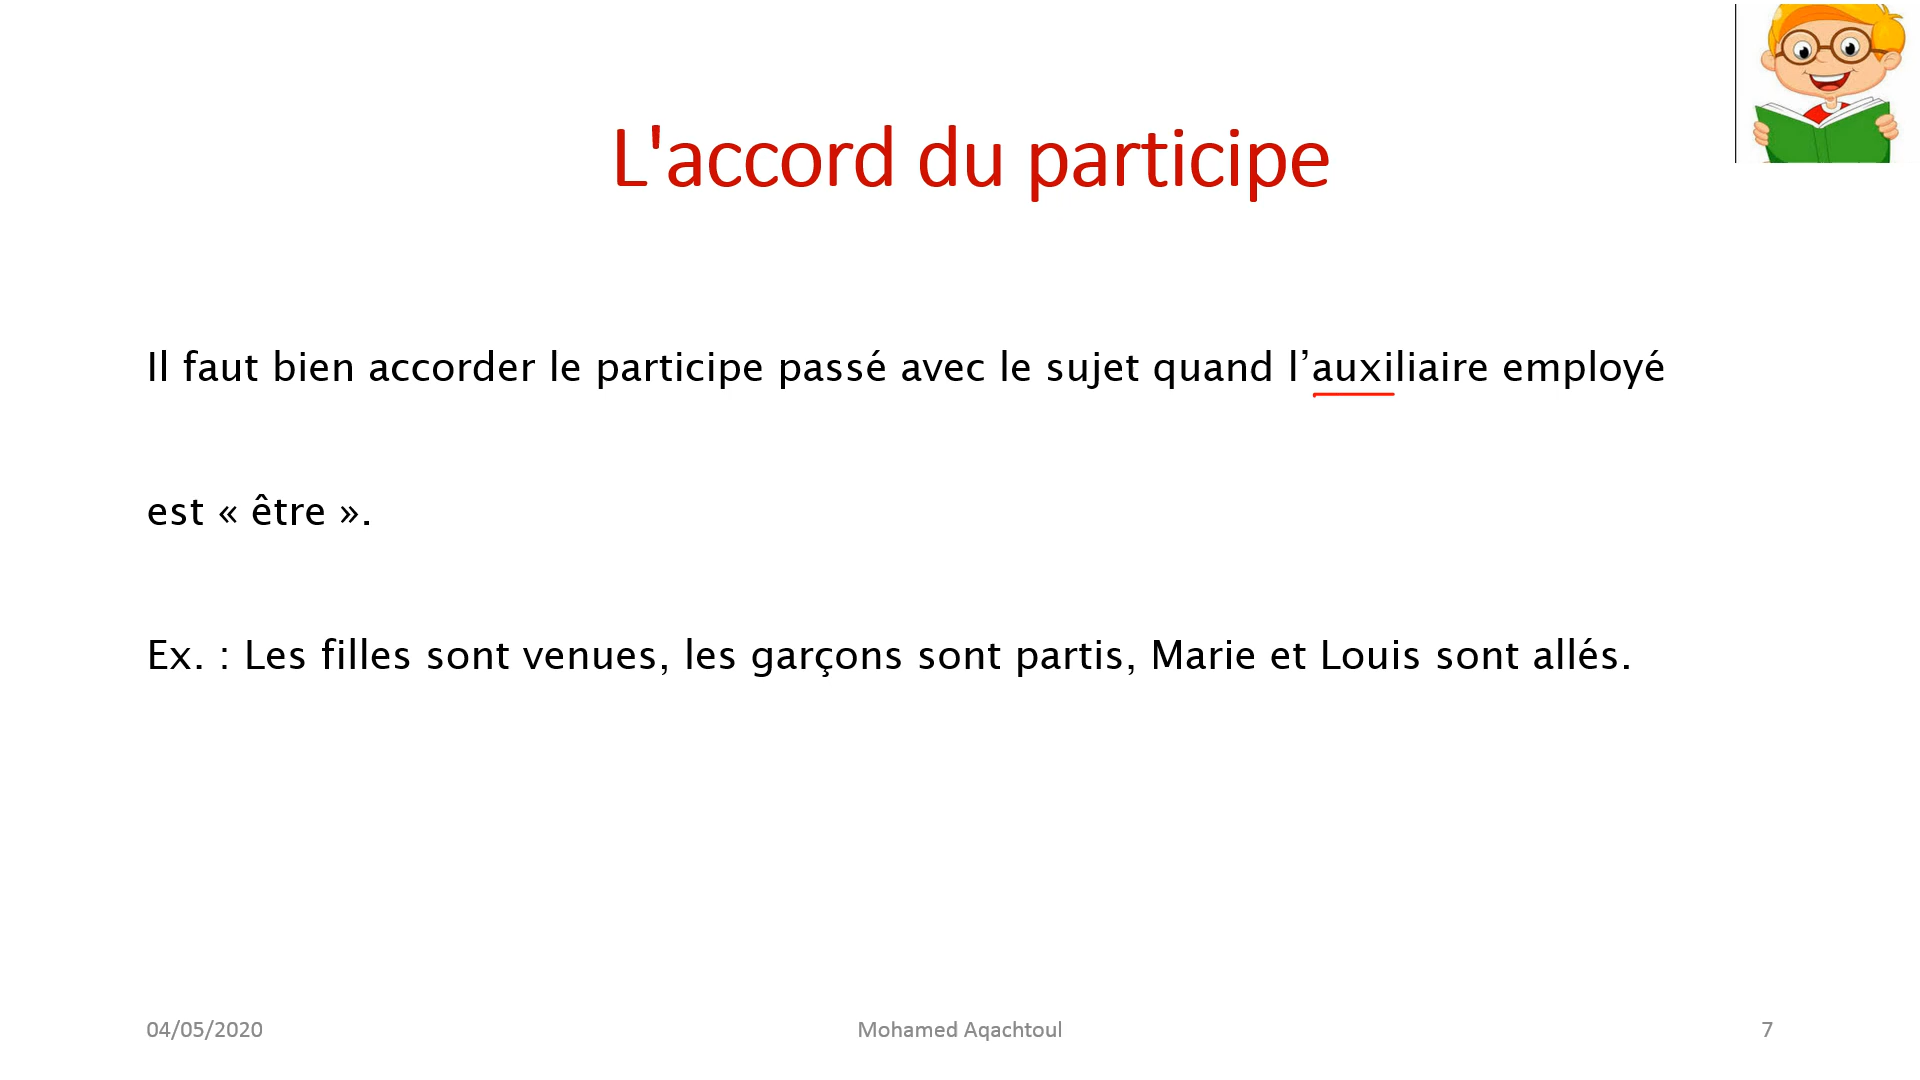 L'accord du participe
Il faut bien accorder le participe passé avec le sujet quand l’auxiliaire employé
est « être ».
Ex. : Les filles sont venues, les garçons sont partis, Marie et Louis sont allés.
04/05/2020
Mohamed Aqachtoul
7